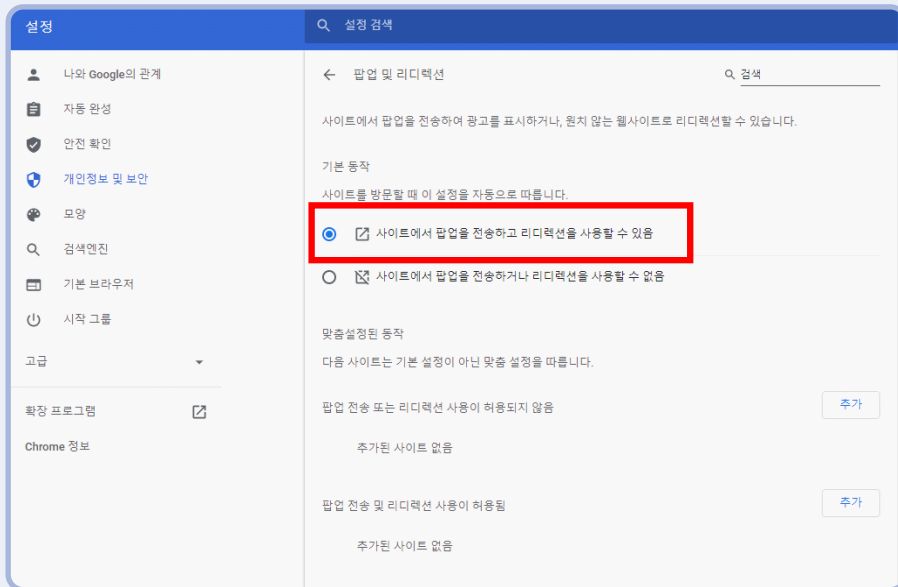 설정
설정 검색
나와 Google의 관계
자동 완성
안전 확인
개인정보 및 보안
모양
검색엔진
기본 브라우저
시작 그룹
고급
확장 프로그램
Chrome 정보
팝업 및 리디렉션
검색
사이트에서 팝업을 전송하여 광고를 표시하거나, 원치 않는 웹사이트로 리디렉션할 수 있습니다.
기본 동작
사이트를 방문할 때 이 설정을 자동으로 따릅니다.
사이트에서 팝업을 전송하고 리디렉션을 사용할 수 있음
사이트에서 팝업을 전송하거나 리디렉션을 사용할 수 없음
맞춤설정된 동작
다음 사이트는 기본 설정이 아닌 맞춤 설정을 따릅니다.
팝업 전송 또는 리디렉션 사용이 허용되지 않음
추가
추가된 사이트 없음
팝업 전송 및 리디렉션 사용이 허용됨
추가
추가된 사이트 없음